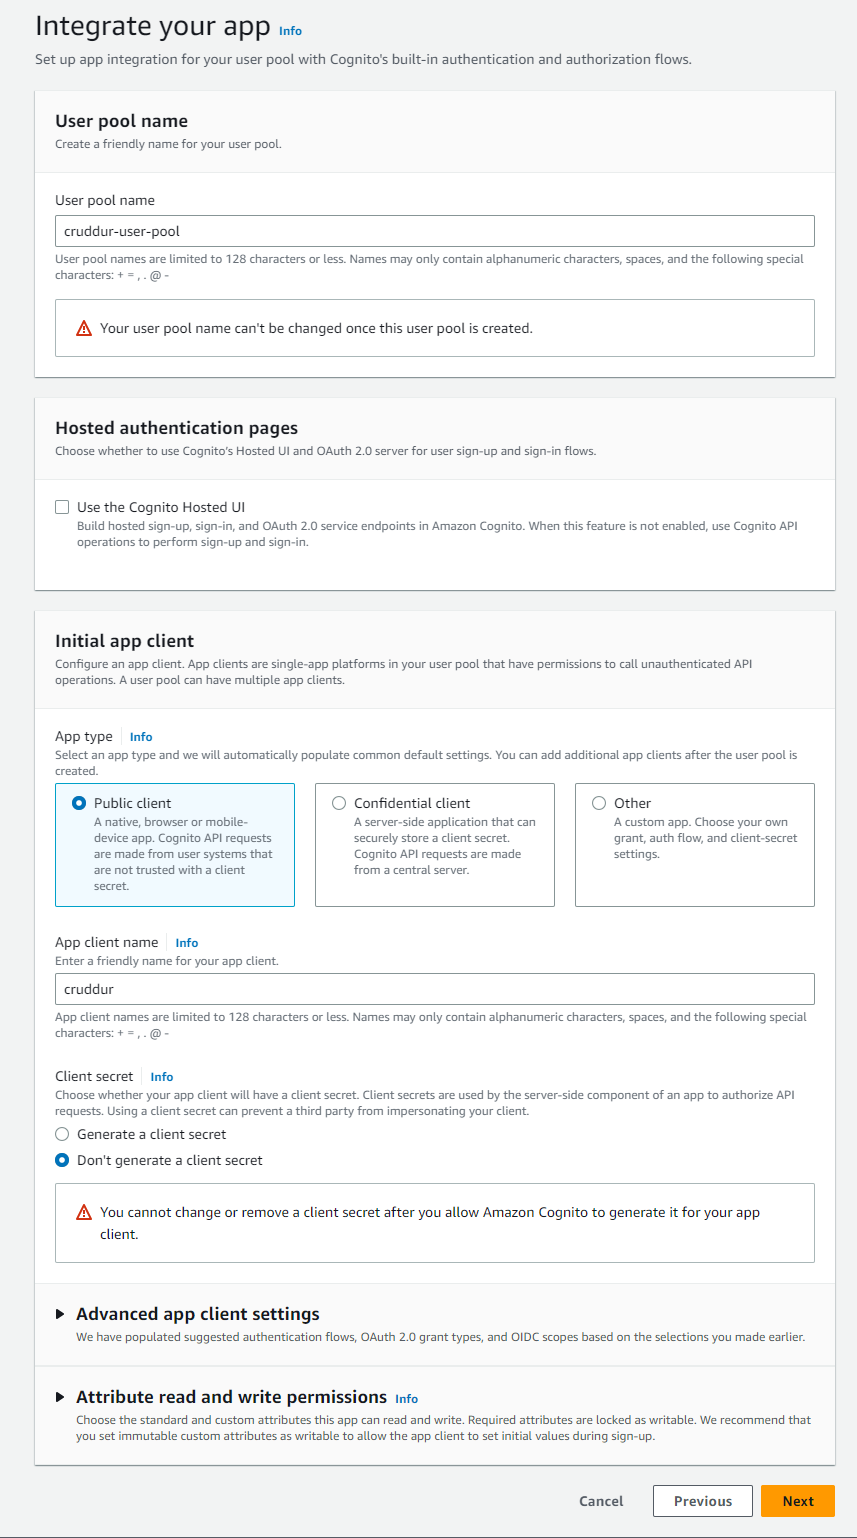 Integrate your app Info
Set up app integration for your user pool with Cognito's built-in authentication and authorization flows.
User pool name
Create a friendly name for your user pool.
User pool name
cruddur-user-pool
User pool names are limited to 128 characters or less. Names may only contain alphanumeric characters, spaces, and the following special
characters: + = , . @ -
Your user pool name can't be changed once this user pool is created.
Hosted authentication pages
Choose whether to use Cognito's Hosted UI and OAuth 2.0 server for user sign-up and sign-in flows.
Use the Cognito Hosted UI
Build hosted sign-up, sign-in, and OAuth 2.0 service endpoints in Amazon Cognito. When this feature is not enabled, use Cognito API
operations to perform sign-up and sign-in.
Initial app client
Configure an app client. App clients are single-app platforms in your user pool that have permissions to call unauthenticated API
operations. A user pool can have multiple app clients.
App type Info
Select an app type and we will automatically populate common default settings. You can add additional app clients after the user pool is
created.
Public client
A native, browser or mobile-
device app. Cognito API requests
are made from user systems that
are not trusted with a client
secret.
Confidential client
A server-side application that can
securely store a client secret.
Cognito API requests are made
from a central server.
Other
A custom app. Choose your own
grant, auth flow, and client-secret
settings.
App client name Info
Enter a friendly name for your app client.
cruddur
App client names are limited to 128 characters or less. Names may only contain alphanumeric characters, spaces, and the following special
characters: + = , . @ -
Client secret Info
Choose whether your app client will have a client secret. Client secrets are used by the server-side component of an app to authorize API
requests. Using a client secret can prevent a third party from impersonating your client.
Generate a client secret
Don't generate a client secret
You cannot change or remove a client secret after you allow Amazon Cognito to generate it for your app
client.
Advanced app client settings
We have populated suggested authentication flows, OAuth 2.0 grant types, and OIDC scopes based on the selections you made earlier.
Attribute read and write permissions Info
Choose the standard and custom attributes this app can read and write. Required attributes are locked as writable. We recommend that
you set immutable custom attributes as writable to allow the app client to set initial values during sign-up.
Cancel Previous Next